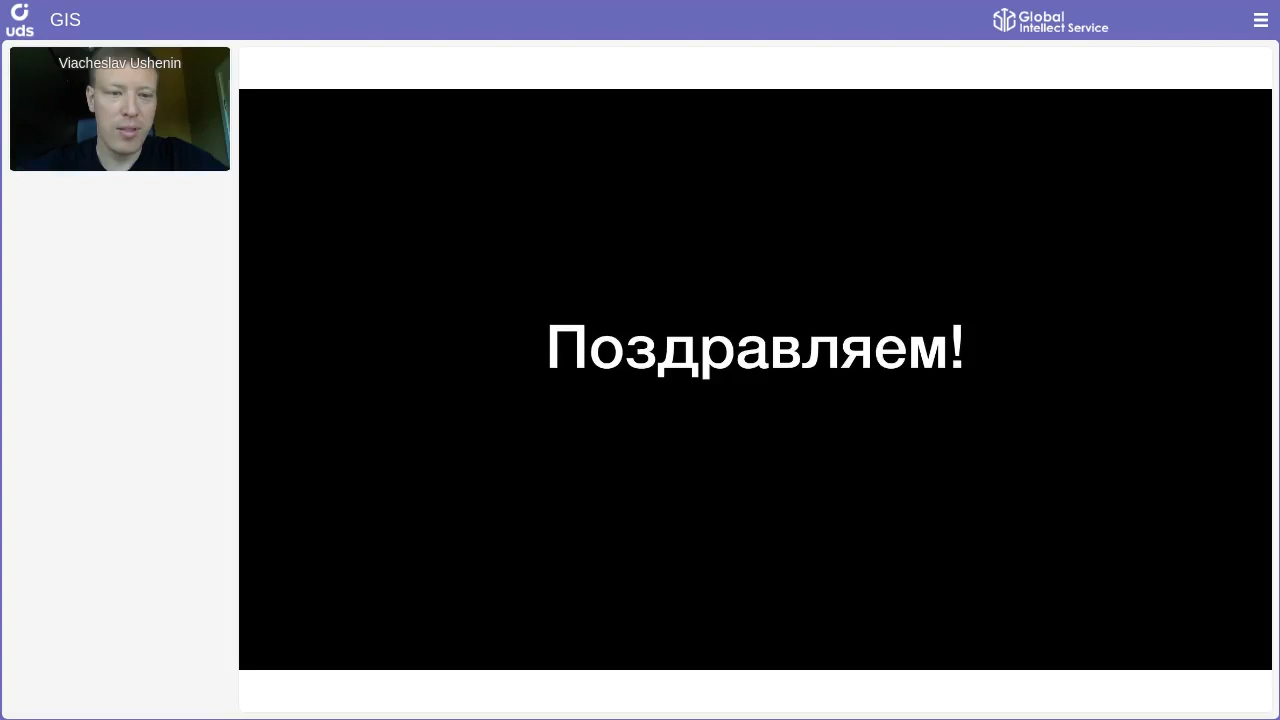 uds
GIS
Global
Intellect Service
Viacheslav Ushenin
Поздравляем!